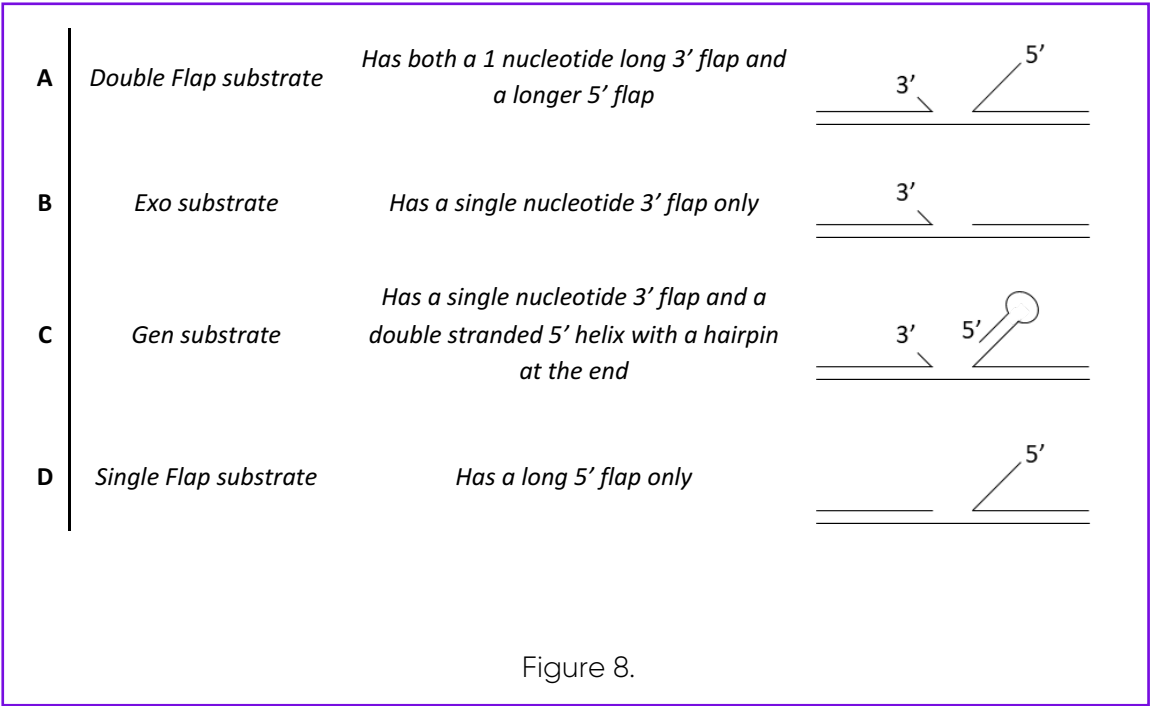 A Double Flap substrate Has both a 1 nucleotide long 3’ flap and
a longer 5’ flap
3’ 5’
B Exo substrate Has a single nucleotide 3’ flap only 3’
Has a single nucleotide 3’ flap and a
C Gen substrate double stranded 5’ helix with a hairpin
at the end
3’ 5’
D Single Flap substrate Has a long 5’ flap only 5’
Figure 8.